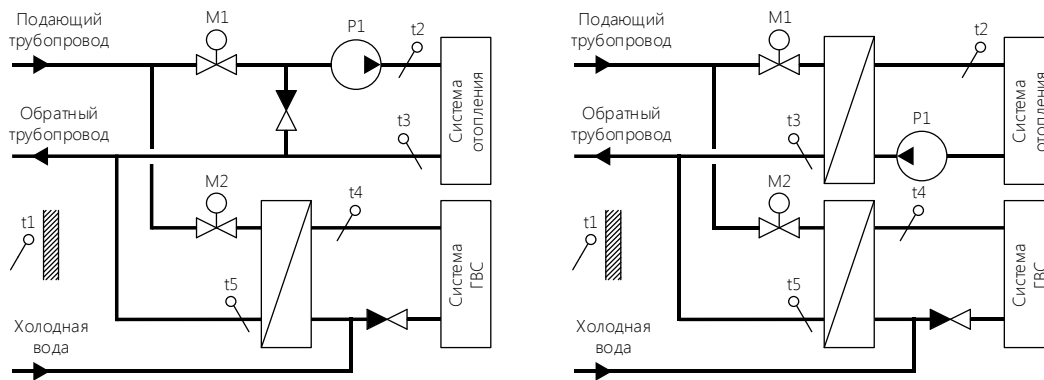 Подающий
трубопровод
M1
P1
t2
Система
отопления
Обратный
трубопровод
t3
M2
t4
t1
t5
Система
ГВС
Холодная
вода
Подающий
трубопровод
M1
t2
Система
отопления
Обратный
трубопровод
t3
P1
M2
t4
t1
t5
Система
ГВС
Холодная
вода